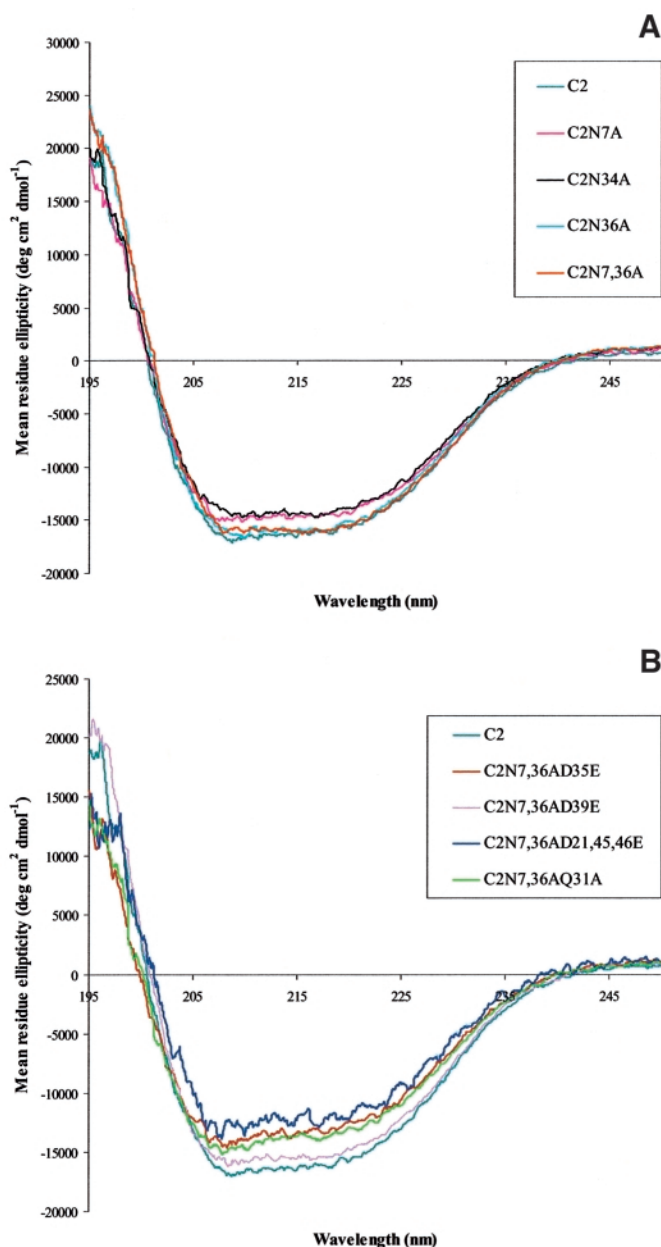 A
Mean residue ellipticity (deg cm² dmol⁻¹)
30000
25000
20000
15000
10000
5000
0
-5000
-10000
-15000
-20000
195
205
215
225
235
245
Wavelength (nm)
C2
C2N7A
C2N34A
C2N36A
C2N7,36A
B
Mean residue ellipticity (deg cm² dmol⁻¹)
25000
20000
15000
10000
5000
0
-5000
-10000
-15000
-20000
195
205
215
225
235
245
Wavelength (nm)
C2
C2N7,36AD35E
C2N7,36AD39E
C2N7,36AD21,45,46E
C2N7,36AQ31A